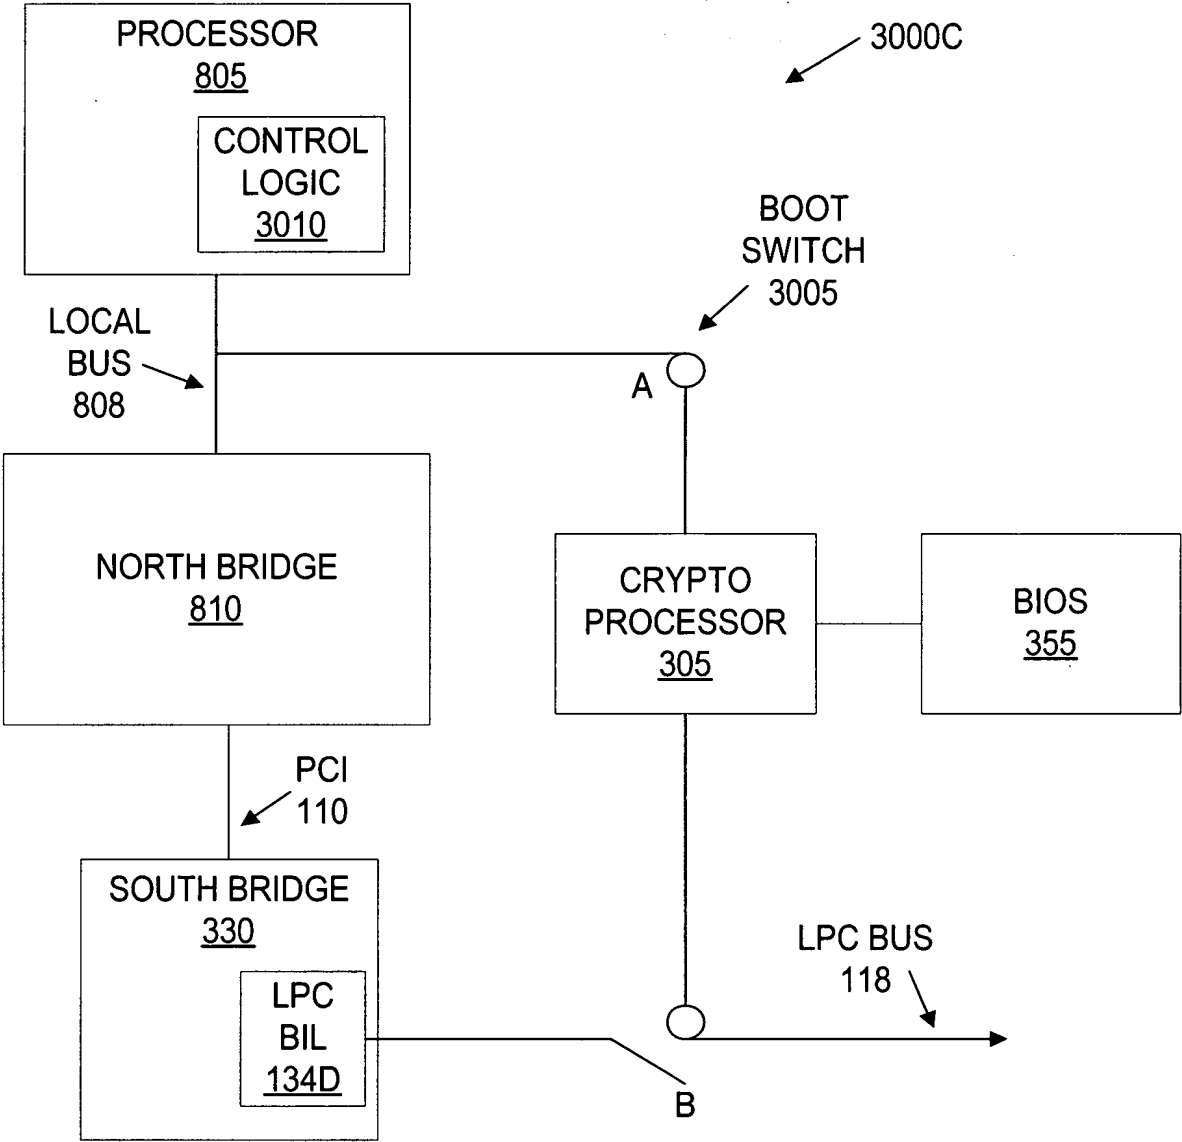 PROCESSOR
805
3000C
CONTROL
LOGIC
3010
BOOT
SWITCH
3005
LOCAL
BUS
808
A
NORTH BRIDGE
810
CRYPTO
PROCESSOR
305
BIOS
355
PCI
110
SOUTH BRIDGE
330
LPC BUS
118
LPC
BIL
134D
B